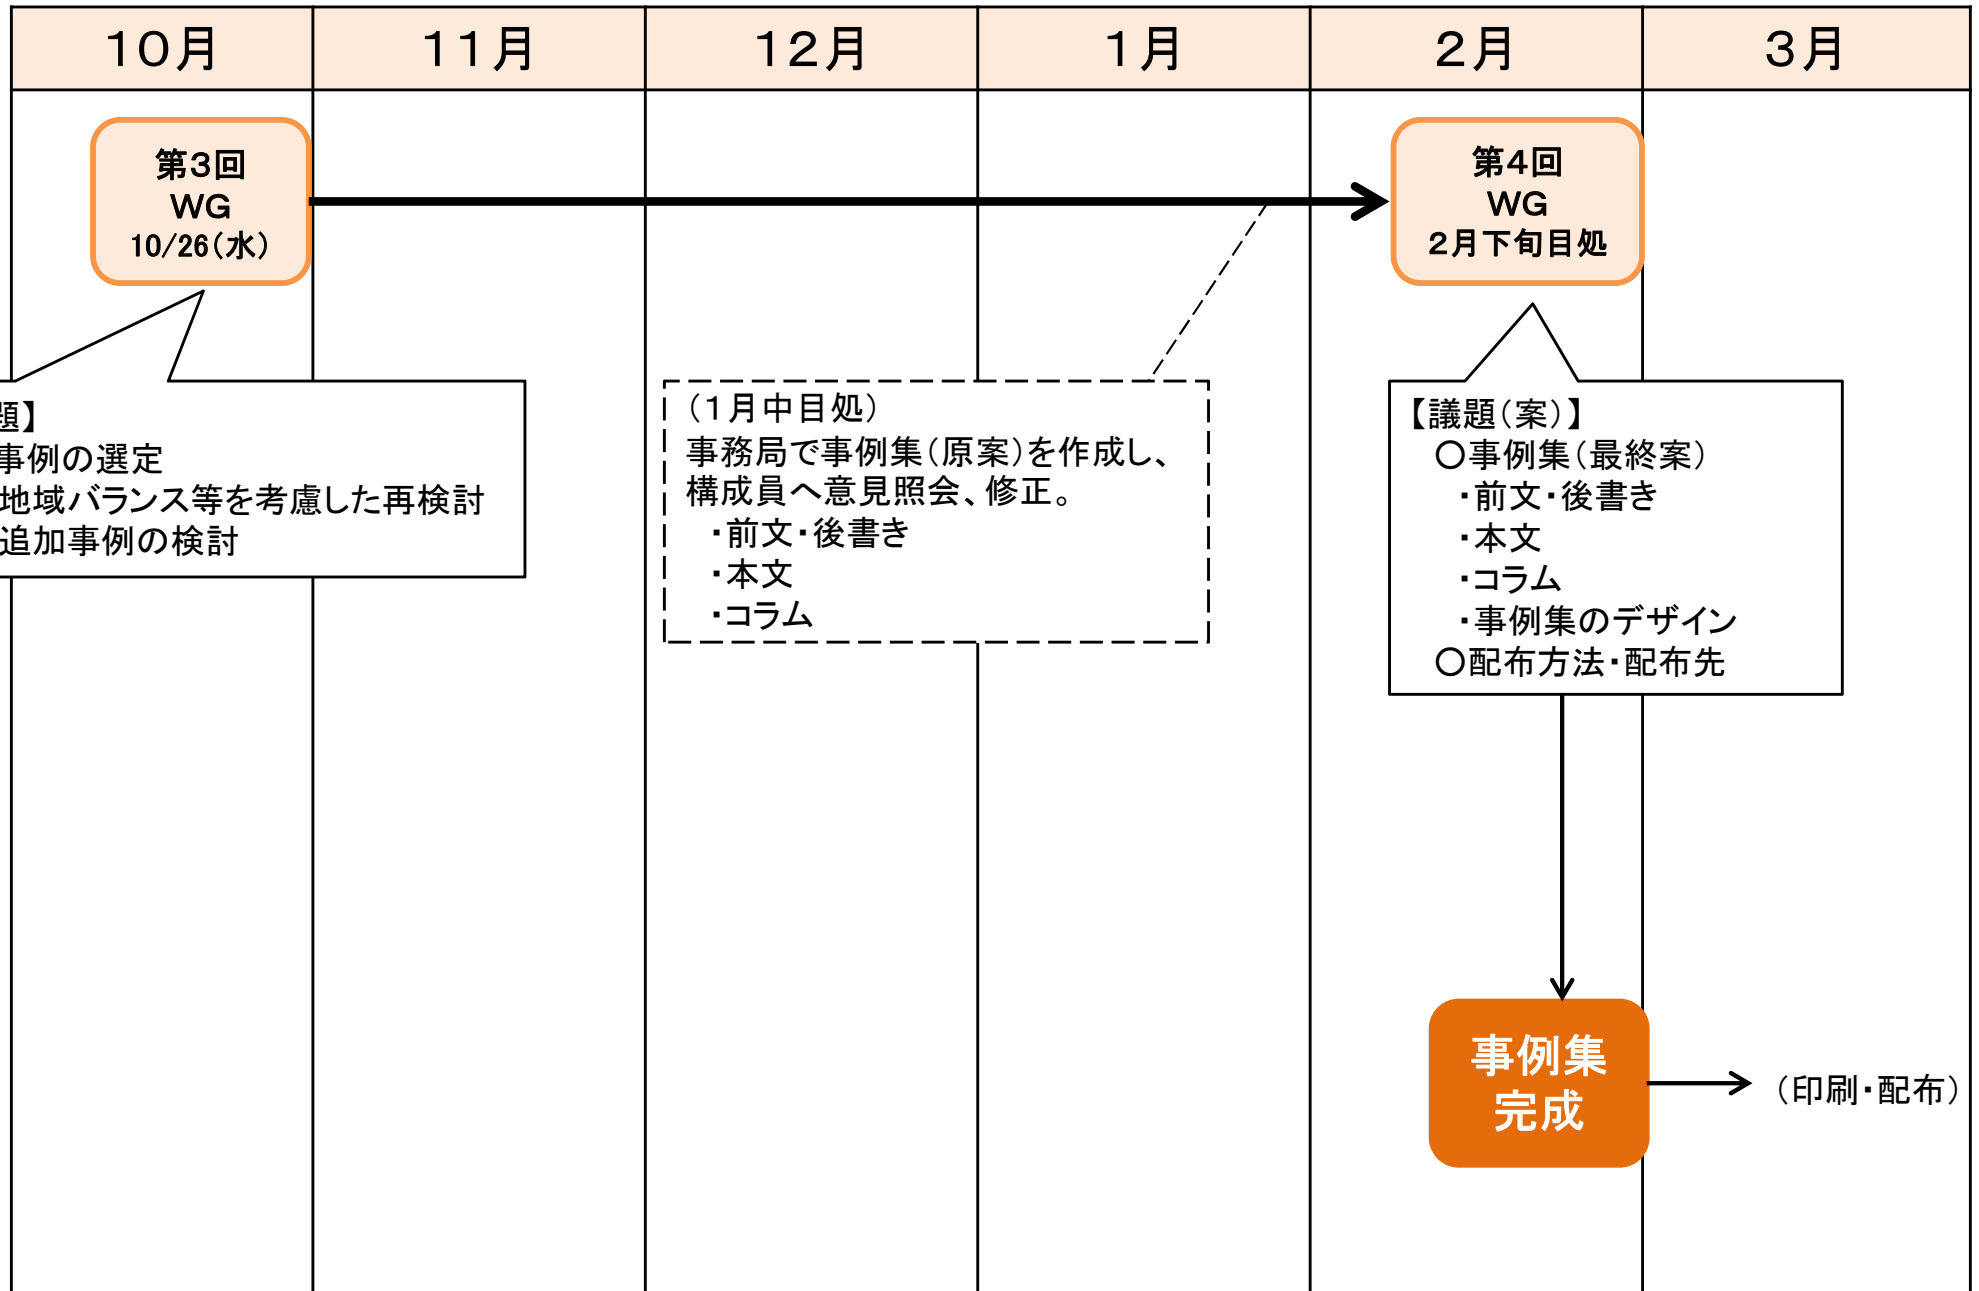 10月
11月
12月
1月
2月
3月
第3回
WG
10/26(水)
第4回
WG
2月下旬目処
題】
事例の選定
地域バランス等を考慮した再検討
追加事例の検討
(1月中目処)
事務局で事例集(原案)を作成し、
構成員へ意見照会、修正。
・前文・後書き
・本文
・コラム
【議題(案)】
○事例集(最終案)
・前文・後書き
・本文
・コラム
・事例集のデザイン
○配布方法・配布先
事例集
完成
(印刷・配布)